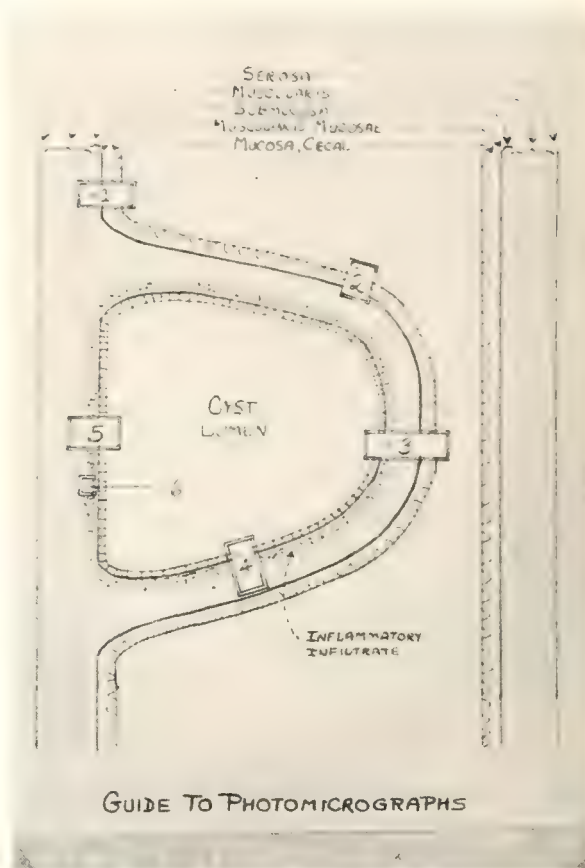 SEROSA
MUSCULARIS
SUBMUCOSA
MUSCULARIS MUCOSAE
MUCOSA, CECAL
1
2
CYST
LUMEN
5
3
6
4
INFLAMMATORY
INFILTRATE
GUIDE TO PHOTOMICROGRAPHS